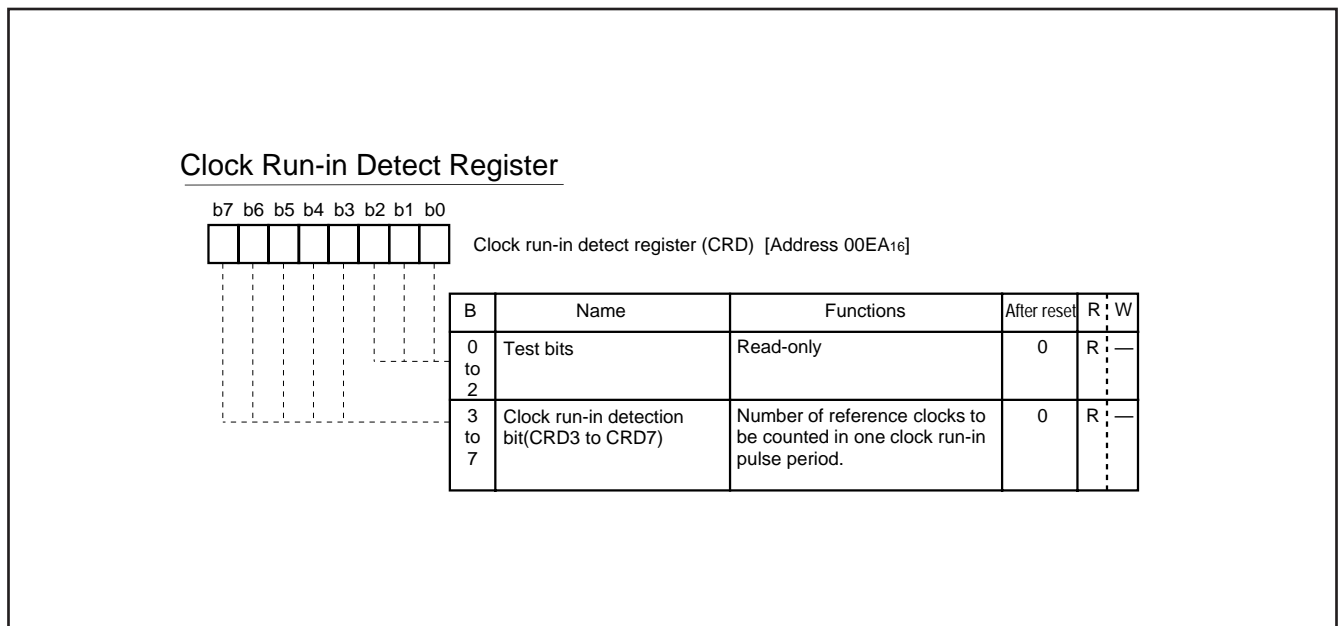 Clock Run-in Detect Register
b7 b6 b5 b4 b3 b2 b1 b0
Clock run-in detect register (CRD) [Address 00EA16]
B Name Functions After reset R W
0 to 2 Test bits Read-only 0 R —
3 to 7 Clock run-in detection bit(CRD3 to CRD7) Number of reference clocks to be counted in one clock run-in pulse period. 0 R —